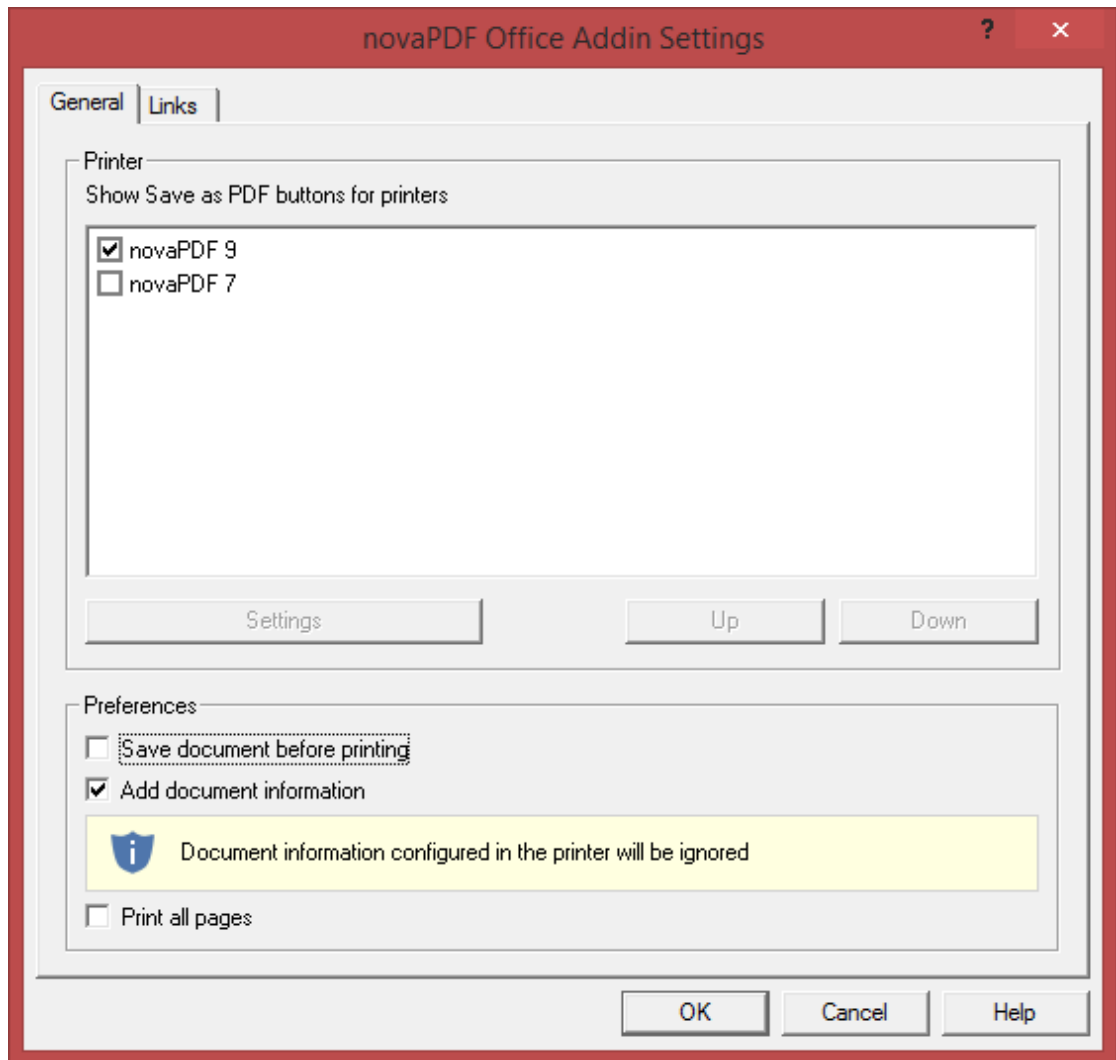 novaPDF Office Addin Settings ?
General Links
Printer
Show Save as PDF buttons for printers
novaPDF 9
novaPDF 7
Settings Up Down
Preferences
Save document before printing
Add document information
Document information configured in the printer will be ignored
Print all pages
OK Cancel Help